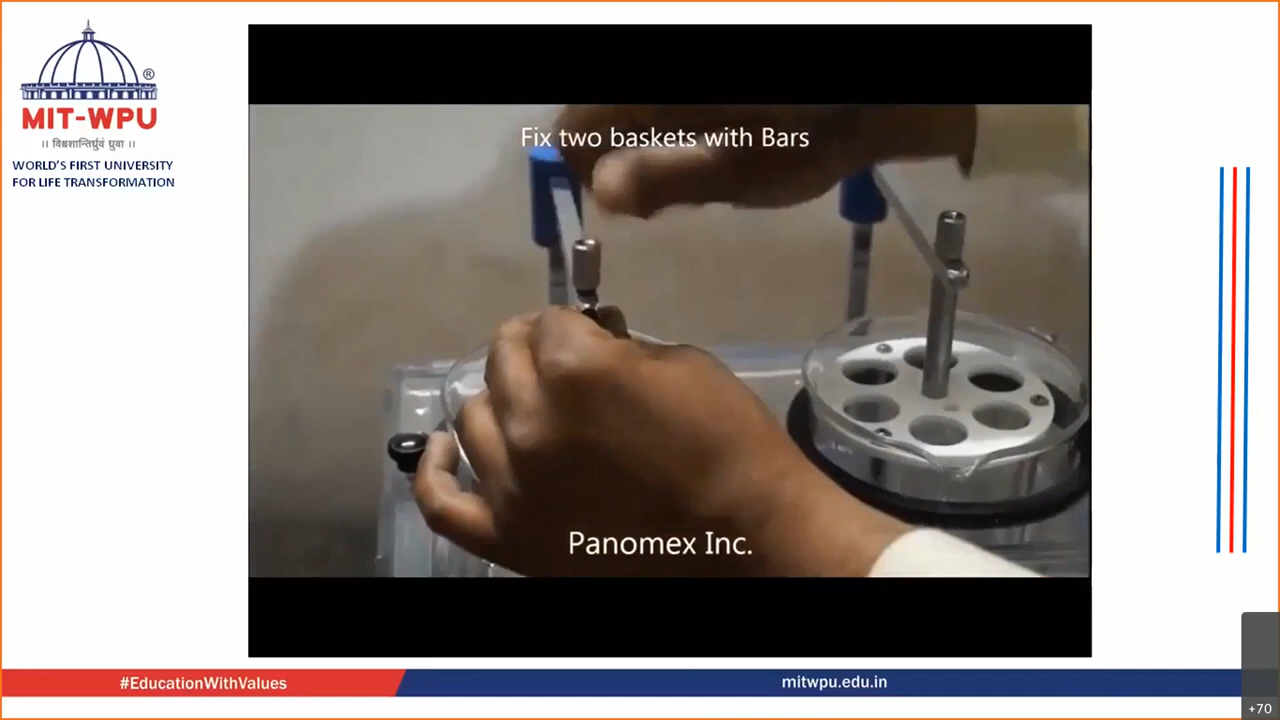 ®
MIT-WPU
॥ विश्वशान्तिर्ध्रुवं ध्रुवा ॥
WORLD'S FIRST UNIVERSITY
FOR LIFE TRANSFORMATION
Fix two baskets with Bars
Panomex Inc.
#EducationWithValues
mitwpu.edu.in
+70